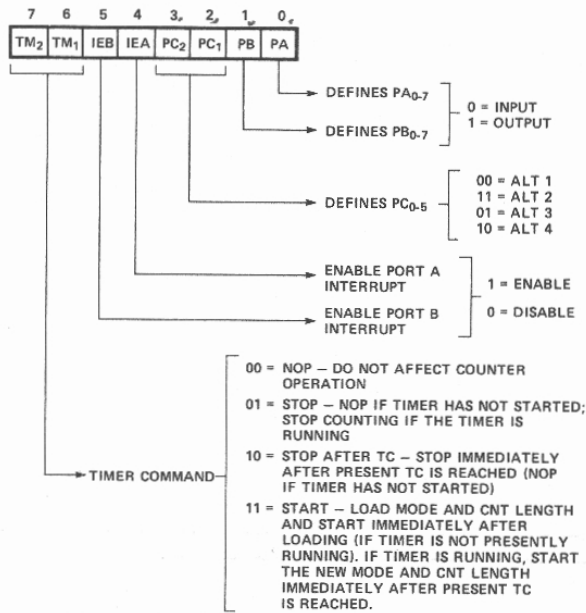 7 6 5 4 3 2 1 0
TM2 TM1 IEB IEA PC2 PC1 PB PA
DEFINES PA0-7
0 = INPUT
1 = OUTPUT
DEFINES PB0-7
DEFINES PC0-5
00 = ALT 1
11 = ALT 2
01 = ALT 3
10 = ALT 4
ENABLE PORT A
INTERRUPT
1 = ENABLE
0 = DISABLE
ENABLE PORT B
INTERRUPT
TIMER COMMAND
00 = NOP – DO NOT AFFECT COUNTER
OPERATION
01 = STOP – NOP IF TIMER HAS NOT STARTED;
STOP COUNTING IF THE TIMER IS
RUNNING
10 = STOP AFTER TC – STOP IMMEDIATELY
AFTER PRESENT TC IS REACHED (NOP
IF TIMER HAS NOT STARTED)
11 = START – LOAD MODE AND CNT LENGTH
AND START IMMEDIATELY AFTER
LOADING (IF TIMER IS NOT PRESENTLY
RUNNING). IF TIMER IS RUNNING, START
THE NEW MODE AND CNT LENGTH
IMMEDIATELY AFTER PRESENT TC
IS REACHED.